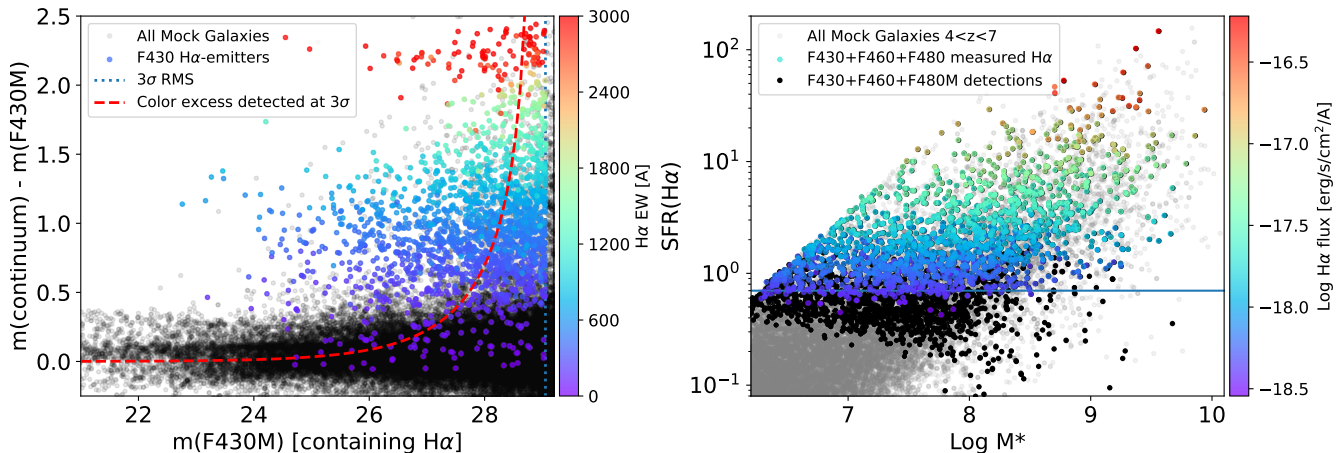 2.5
2.0
1.5
1.0
0.5
0.0
m(continuum) - m(F430M)
All Mock Galaxies
F430 Hα-emitters
3σ RMS
Color excess detected at 3σ
22
24
26
28
m(F430M) [containing Hα]
3000
2400
1800
1200
600
0
Hα EW [A]
10²
10¹
10⁰
10⁻¹
SFR(Hα)
All Mock Galaxies 4<z<7
F430+F460+F480 measured Hα
F430+F460+F480M detections
7
8
9
10
Log M*
−16.5
−17.0
−17.5
−18.0
−18.5
Log Hα flux [erg/s/cm²/A]